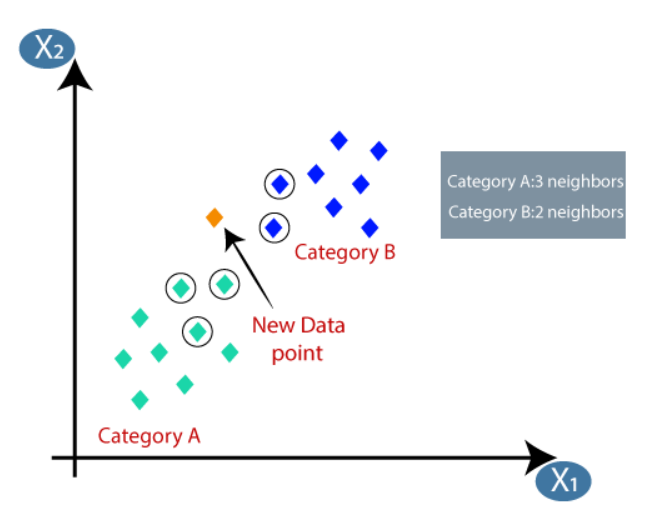 X₂
Category A:3 neighbors
Category B:2 neighbors
Category B
New Data
point
Category A
X₁